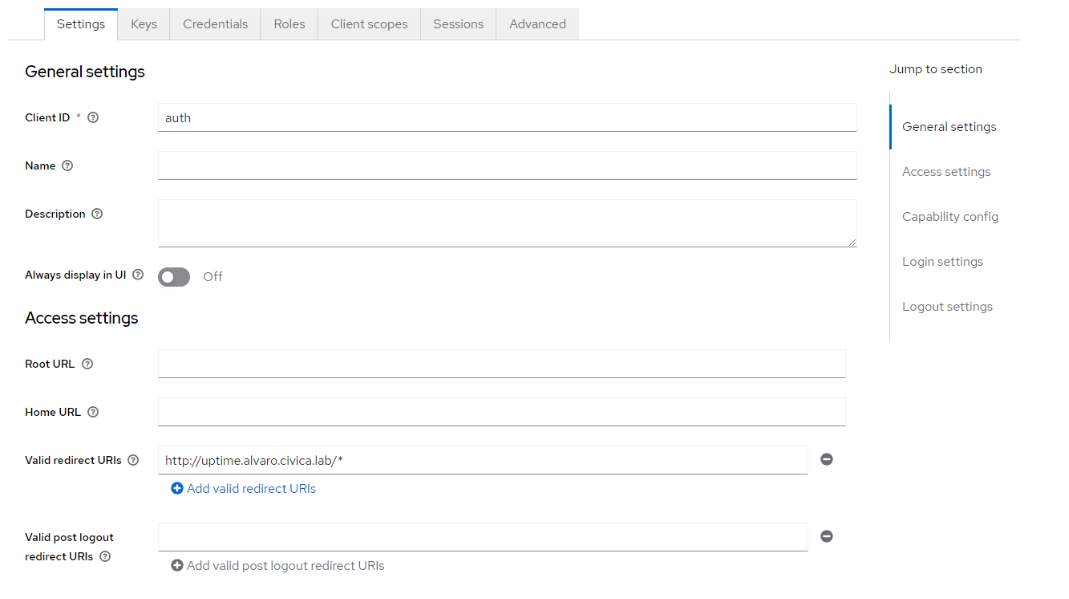 Settings Keys Credentials Roles Client scopes Sessions Advanced
General settings
Jump to section
Client ID * auth
General settings
Name
Access settings
Description
Capability config
Login settings
Always display in UI Off
Logout settings
Access settings
Root URL
Home URL
Valid redirect URIs http://uptime.alvaro.civica.lab/*
Add valid redirect URIs
Valid post logout
redirect URIs
Add valid post logout redirect URIs